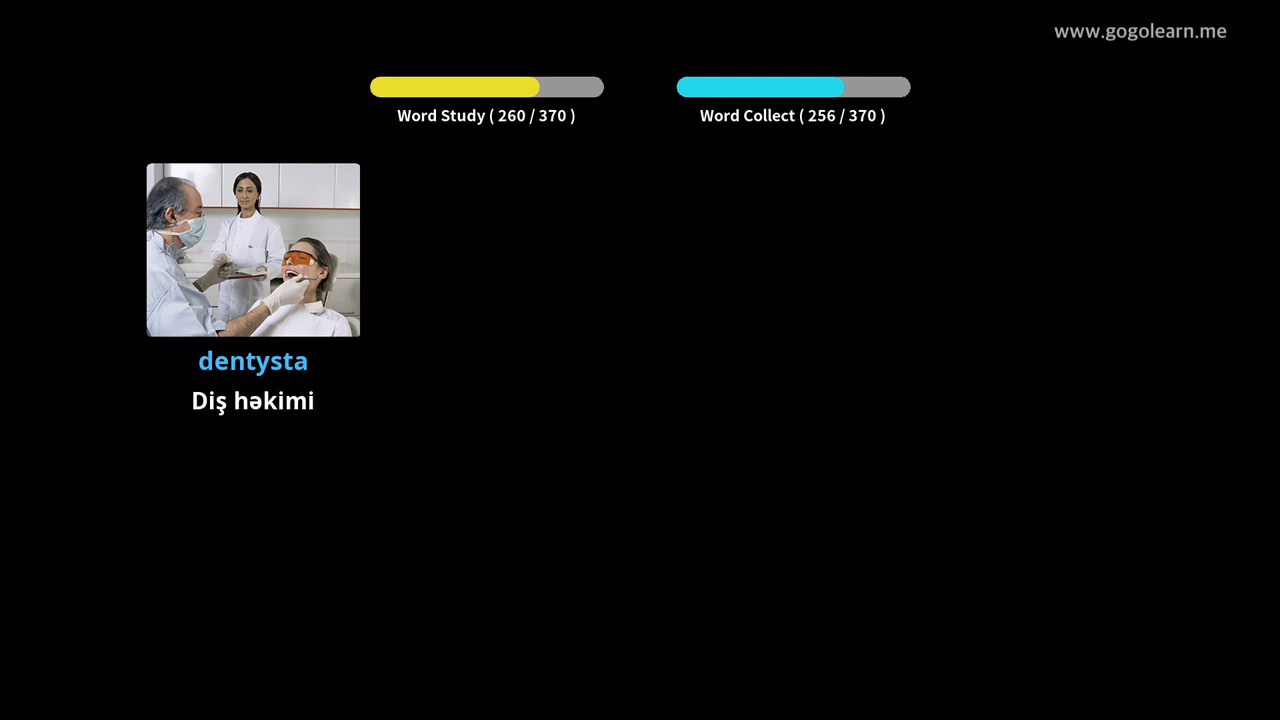 www.gogolearn.me
Word Study ( 260 / 370 )
Word Collect ( 256 / 370 )
dentysta
Diş həkimi